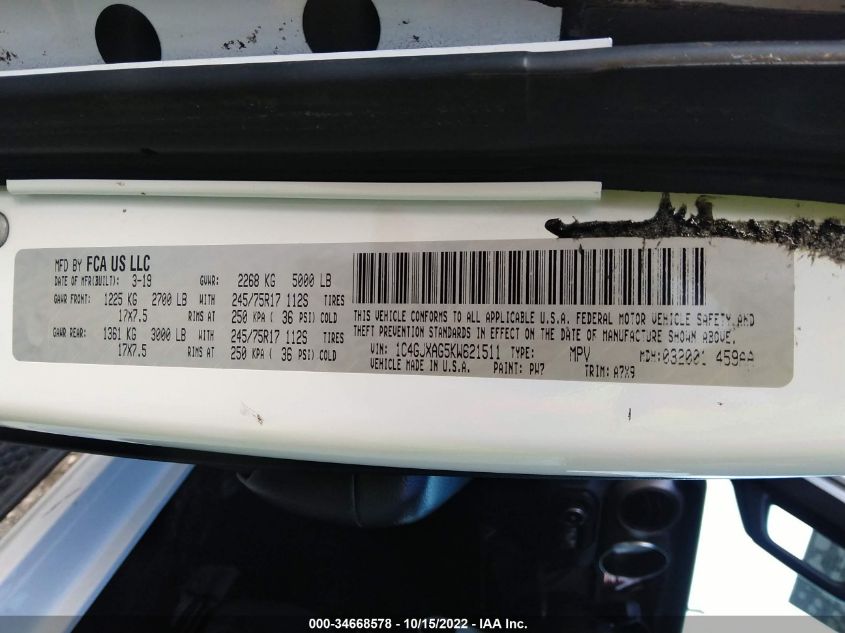 MFD BY FCA US LLC
DATE OF MFR(BUILT): 3-19 GVWR: 2268 KG 5000 LB
GAWR FRONT: 1225 KG 2700 LB WITH 245/75R17 112S TIRES
17X7.5 RIMS AT 250 KPA ( 36 PSI) COLD
GAWR REAR: 1361 KG 3000 LB WITH 245/75R17 112S TIRES
17X7.5 RIMS AT 250 KPA ( 36 PSI) COLD
THIS VEHICLE CONFORMS TO ALL APPLICABLE U.S.A. FEDERAL MOTOR VEHICLE SAFETY AND
THEFT PREVENTION STANDARDS IN EFFECT ON THE DATE OF MANUFACTURE SHOWN ABOVE.
VIN: 1C4GJXAG5KW621511 TYPE: MPV MDH:032001 459AA
VEHICLE MADE IN U.S.A. PAINT: PW7 TRIM: A7X9
000-34668578 - 10/15/2022 - IAA Inc.